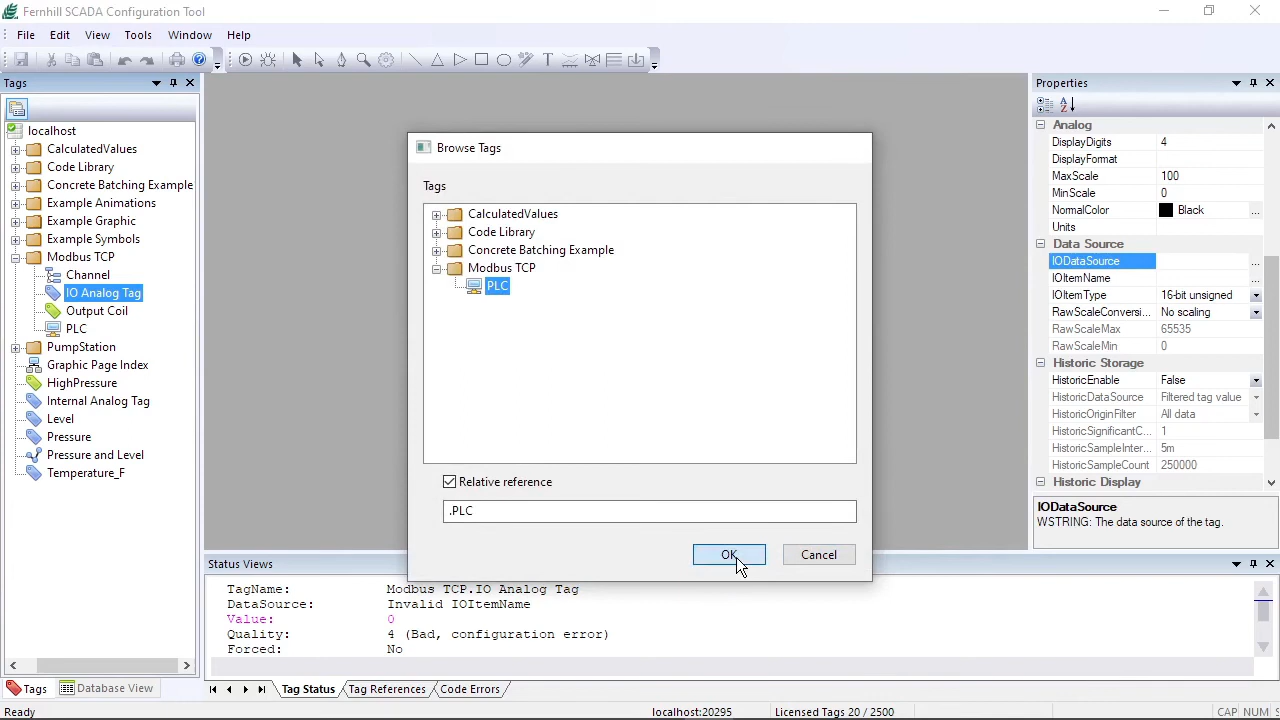 Fernhill SCADA Configuration Tool
File Edit View Tools Window Help
Tags
localhost
CalculatedValues
Code Library
Concrete Batching Example
Example Animations
Example Graphic
Example Symbols
Modbus TCP
Channel
IO Analog Tag
Output Coil
PLC
PumpStation
Graphic Page Index
HighPressure
Internal Analog Tag
Level
Pressure
Pressure and Level
Temperature_F
Tags Database View
Browse Tags
Tags
CalculatedValues
Code Library
Concrete Batching Example
Modbus TCP
PLC
Relative reference
.PLC
OK Cancel
Properties
Analog
DisplayDigits 4
DisplayFormat
MaxScale 100
MinScale 0
NormalColor Black ...
Units
Data Source
IODataSource ...
IOItemName ...
IOItemType 16-bit unsigned
RawScaleConversi... No scaling
RawScaleMax 65535
RawScaleMin 0
Historic Storage
HistoricEnable False
HistoricDataSource Filtered tag value
HistoricOriginFilter All data
HistoricSignificantC... 1
HistoricSampleInter... 5m
HistoricSampleCount 250000
Historic Display
IODataSource
WSTRING: The data source of the tag.
Status Views
TagName: Modbus TCP.IO Analog Tag
DataSource: Invalid IOItemName
Value: 0
Quality: 4 (Bad, configuration error)
Forced: No
Tag Status Tag References Code Errors
Ready localhost:20295 Licensed Tags 20 / 2500 CAP NUM